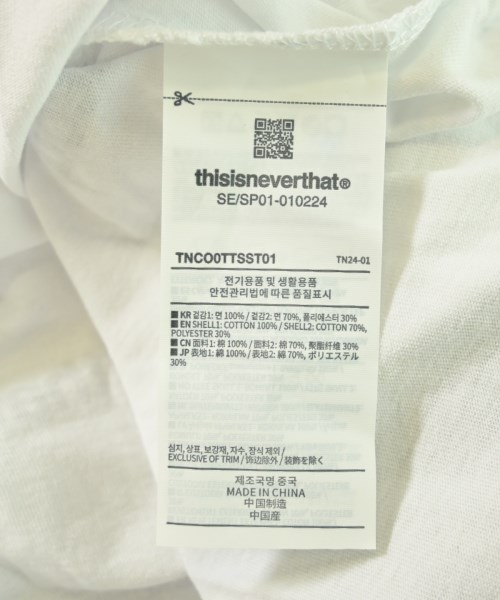 thisisneverthat®
SE/SP01-010224
TNCO0TTSST01 TN24-01
전기용품 및 생활용품
안전관리법에 따른 품질표시
■ KR 겉감1: 면 100% / 겉감2: 면 70%, 폴리에스터 30%
■ EN SHELL1: COTTON 100% / SHELL2: COTTON 70%,
POLYESTER 30%
■ CN 面料1: 棉 100% / 面料2: 棉 70%, 聚酯纤维 30%
■ JP 表地1: 綿 100% / 表地2: 綿 70%, ポリエステル
30%
심지, 상표, 보강재, 자수, 장식 제외 /
EXCLUSIVE OF TRIM / 饰边除外 / 装飾を除く
제조국명 중국
MADE IN CHINA
中国制造
中国産